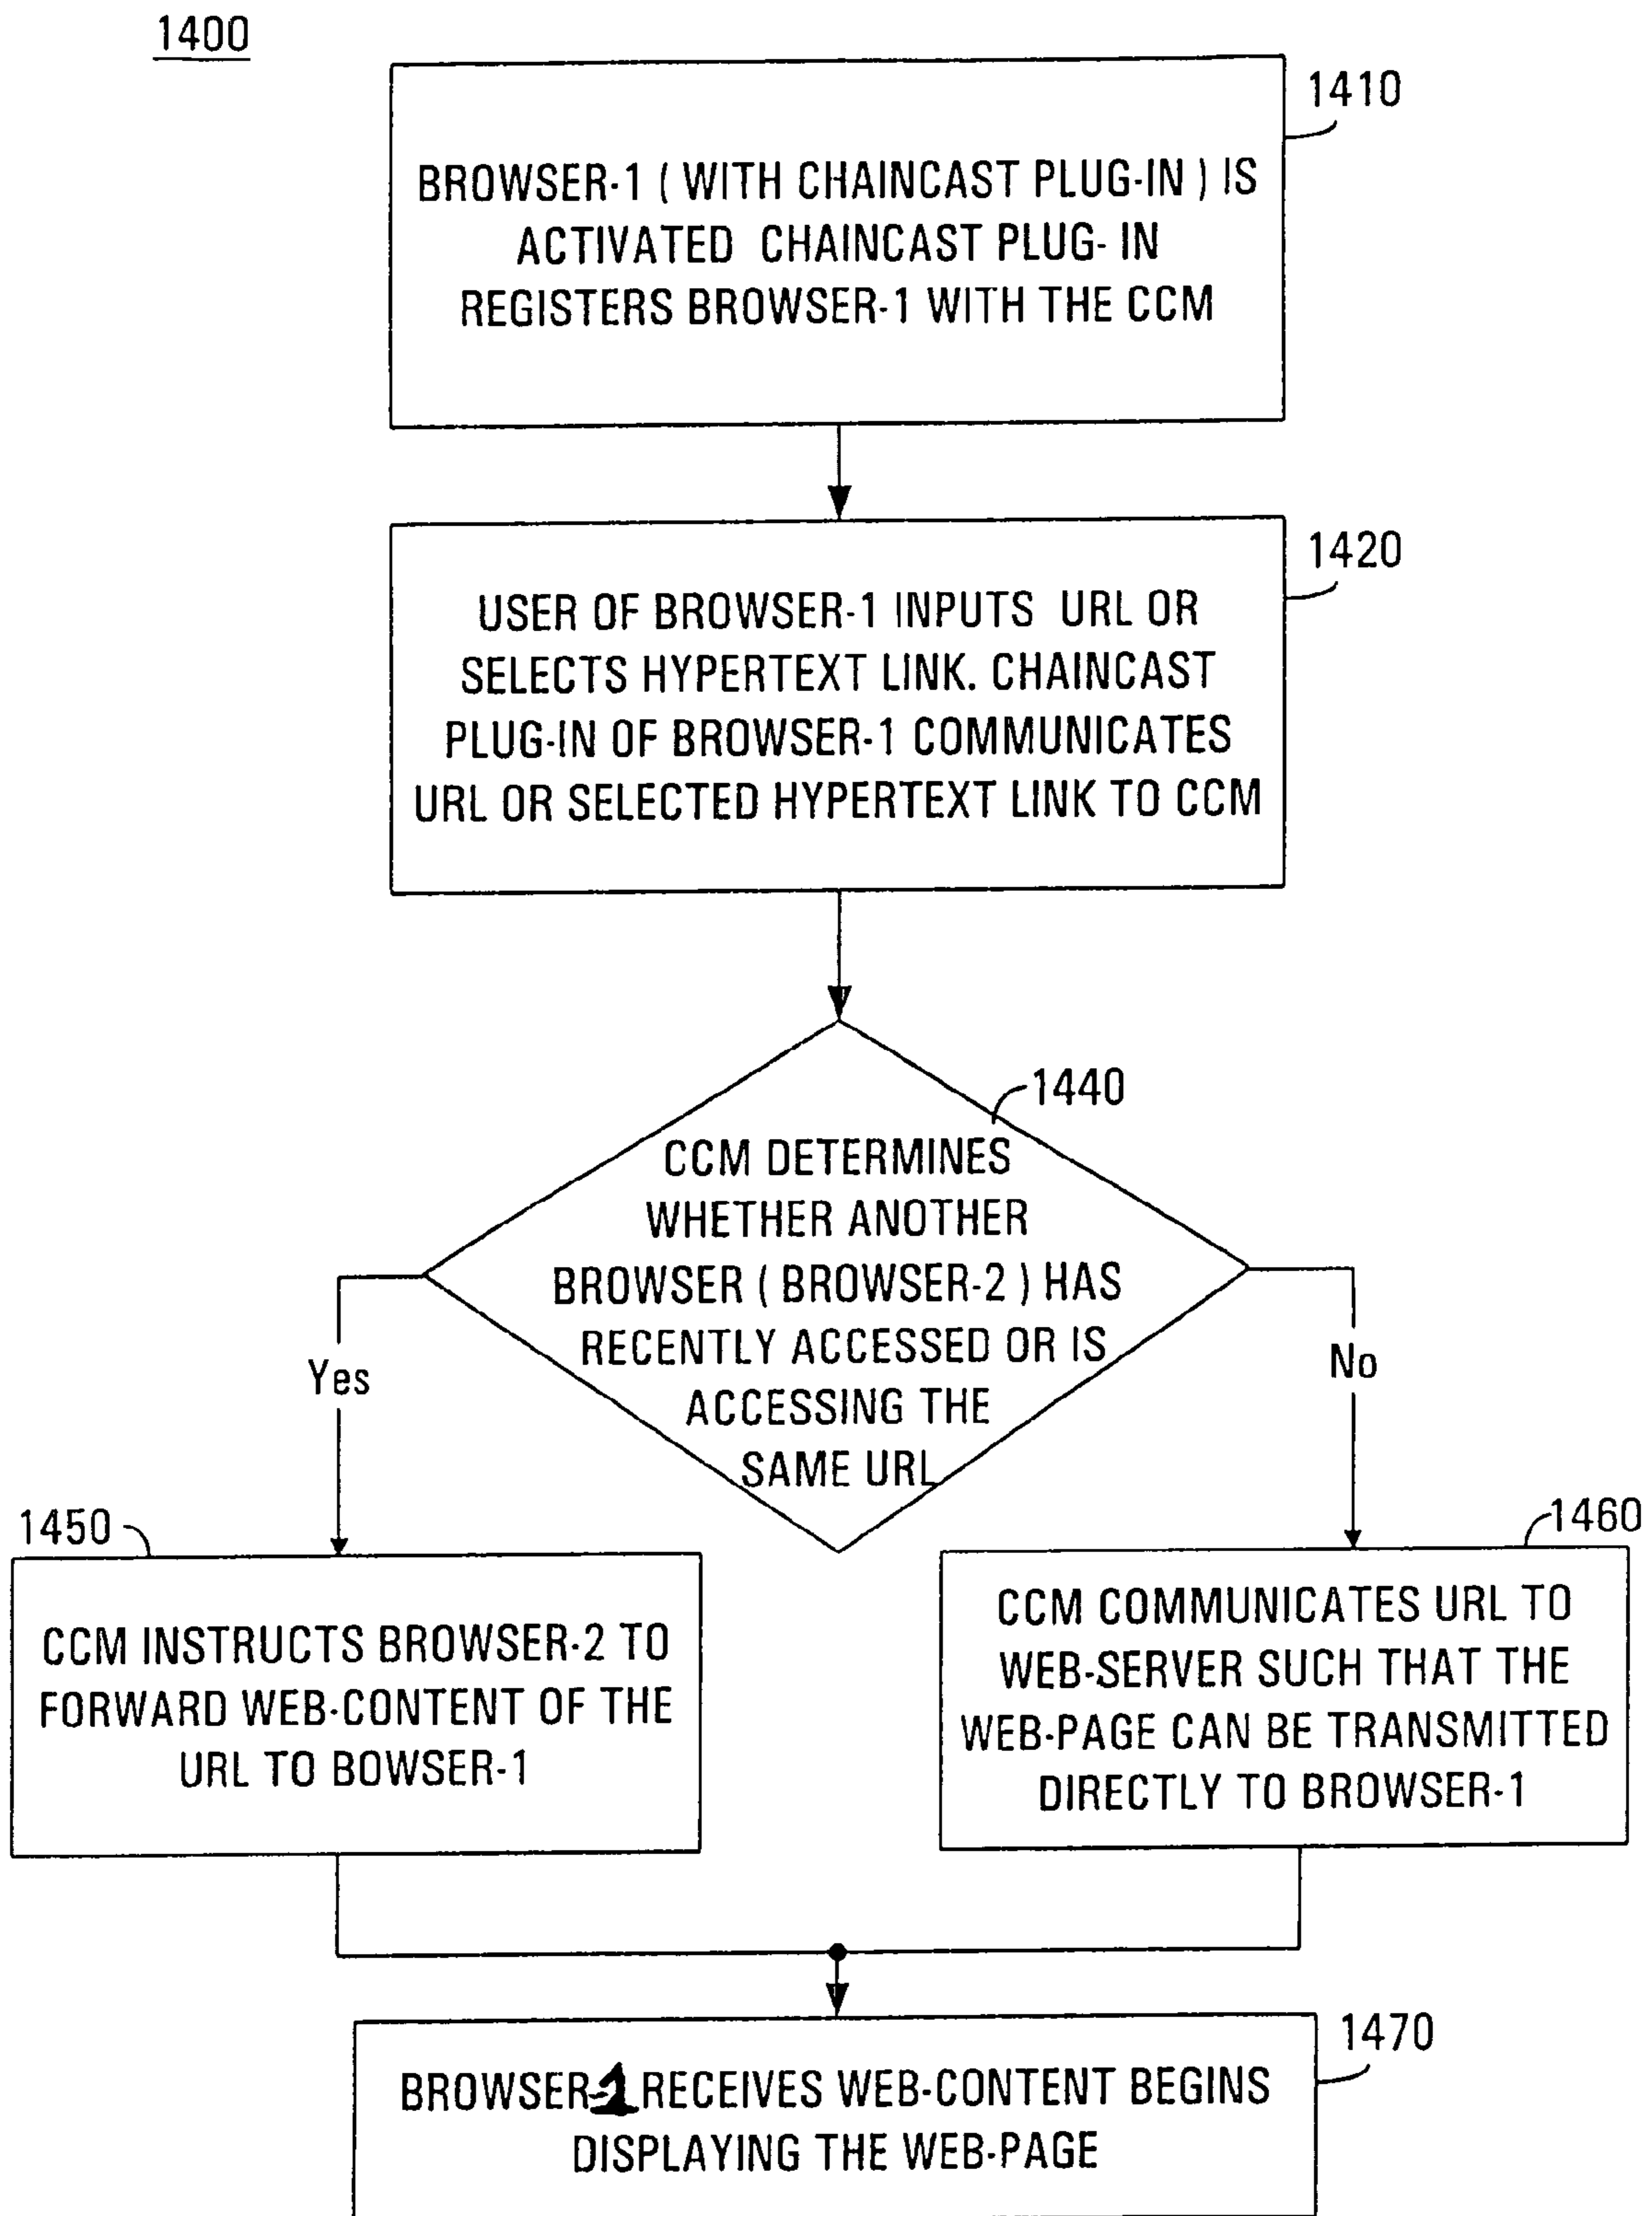 1400
1410
BROWSER-1 ( WITH CHAINCAST PLUG-IN ) IS
ACTIVATED CHAINCAST PLUG- IN
REGISTERS BROWSER-1 WITH THE CCM
1420
USER OF BROWSER-1 INPUTS URL OR
SELECTS HYPERTEXT LINK. CHAINCAST
PLUG-IN OF BROWSER-1 COMMUNICATES
URL OR SELECTED HYPERTEXT LINK TO CCM
1440
CCM DETERMINES
WHETHER ANOTHER
BROWSER ( BROWSER-2 ) HAS
RECENTLY ACCESSED OR IS
ACCESSING THE
SAME URL
Yes
No
1450
CCM INSTRUCTS BROWSER-2 TO
FORWARD WEB-CONTENT OF THE
URL TO BOWSER-1
1460
CCM COMMUNICATES URL TO
WEB-SERVER SUCH THAT THE
WEB-PAGE CAN BE TRANSMITTED
DIRECTLY TO BROWSER-1
1470
BROWSER-1 RECEIVES WEB-CONTENT BEGINS
DISPLAYING THE WEB-PAGE